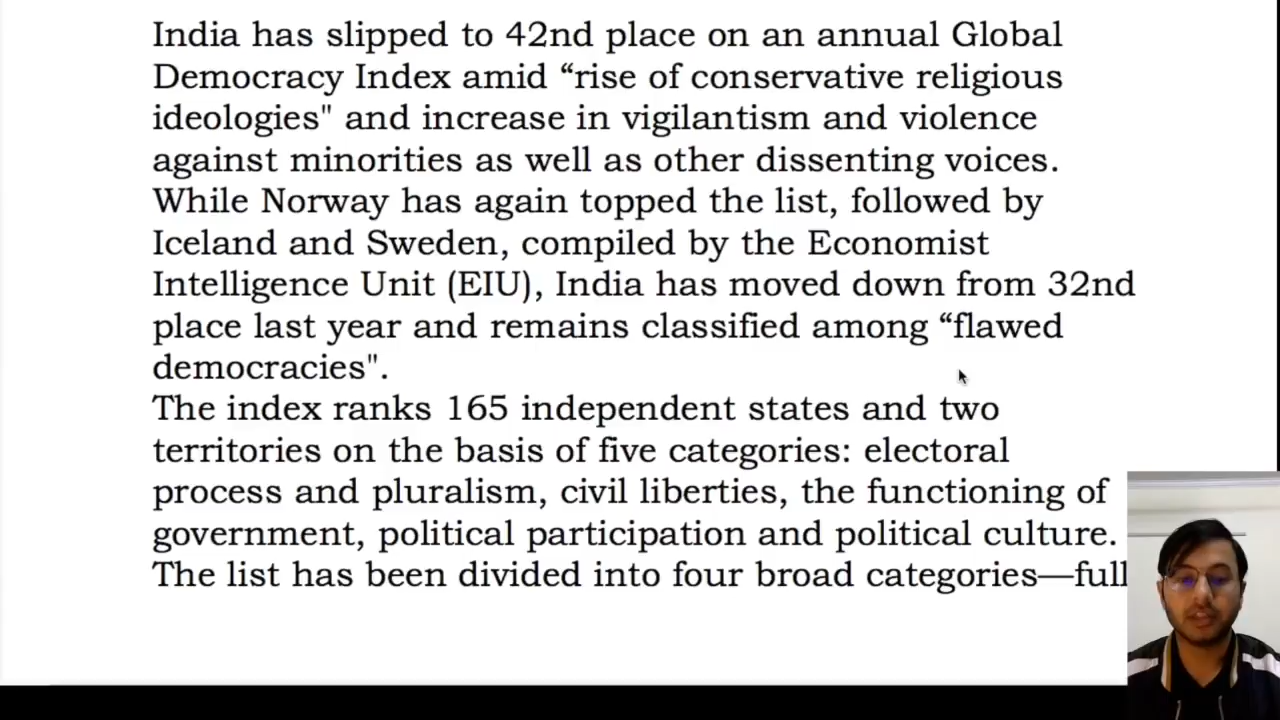 India has slipped to 42nd place on an annual Global
Democracy Index amid “rise of conservative religious
ideologies" and increase in vigilantism and violence
against minorities as well as other dissenting voices.
While Norway has again topped the list, followed by
Iceland and Sweden, compiled by the Economist
Intelligence Unit (EIU), India has moved down from 32nd
place last year and remains classified among “flawed
democracies".
The index ranks 165 independent states and two
territories on the basis of five categories: electoral
process and pluralism, civil liberties, the functioning of
government, political participation and political culture.
The list has been divided into four broad categories—full